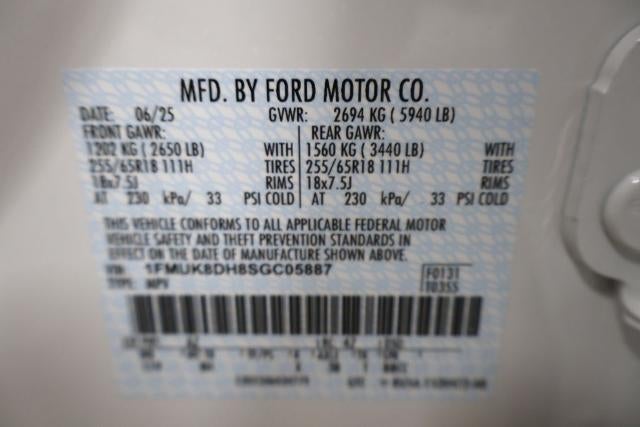 MFD. BY FORD MOTOR CO.
DATE: 06/25 GVWR: 2694 KG ( 5940 LB)
FRONT GAWR: REAR GAWR:
1202 KG ( 2650 LB) WITH 1560 KG ( 3440 LB) WITH
255/65R18 111H TIRES 255/65R18 111H TIRES
18x7.5J RIMS 18x7.5J RIMS
AT 230 kPa/ 33 PSI COLD AT 230 kPa/ 33 PSI COLD
THIS VEHICLE CONFORMS TO ALL APPLICABLE FEDERAL MOTOR
VEHICLE SAFETY AND THEFT PREVENTION STANDARDS IN
EFFECT ON THE DATE OF MANUFACTURE SHOWN ABOVE.
VIN: 1FMUK8DH8SGC05887 F0131
TYPE: MPV T0355